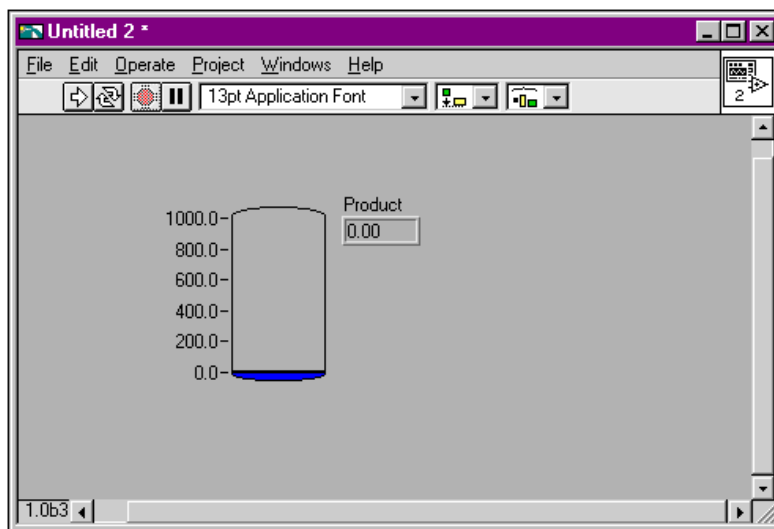 Untitled 2 *
File Edit Operate Project Windows Help
13pt Application Font
2
Product
0.00
1000.0
800.0
600.0
400.0
200.0
0.0
1.0b3